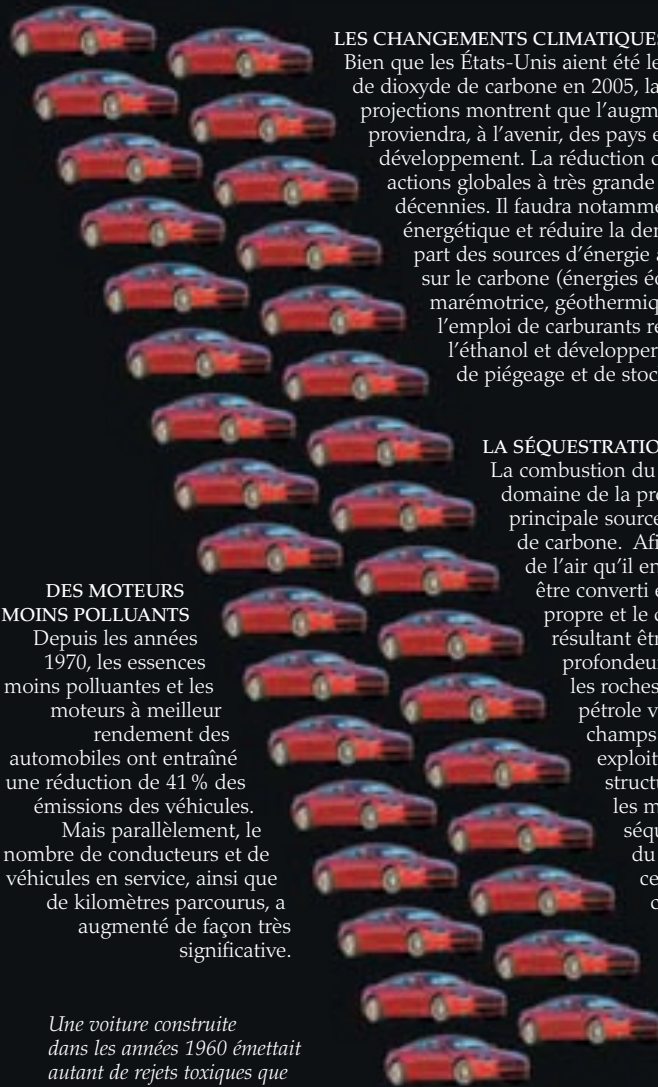 LES CHANGEMENTS CLIMATIQUES
Bien que les États-Unis aient été le
de dioxyde de carbone en 2005, la
projections montrent que l'augm
proviendra, à l'avenir, des pays e
développement. La réduction d
actions globales à très grande
décennies. Il faudra notamme
énergétique et réduire la de
part des sources d'énergie a
sur le carbone (énergies éo
marémotrice, géothermiq
l'emploi de carburants re
l'éthanol et développer
de piégeage et de stoc
LA SÉQUESTRATIO
La combustion du
domaine de la pro
principale source
de carbone. Afi
de l'air qu'il en
être converti e
propre et le d
résultant êtr
profondeur
les roches
pétrole v
champs
exploit
struct
les m
séqu
du
ce
c
DES MOTEURS
MOINS POLLUANTS
Depuis les années
1970, les essences
moins polluantes et les
moteurs à meilleur
rendement des
automobiles ont entraîné
une réduction de 41 % des
émissions des véhicules.
Mais parallèlement, le
nombre de conducteurs et de
véhicules en service, ainsi que
de kilomètres parcourus, a
augmenté de façon très
significative.
Une voiture construite
dans les années 1960 émettait
autant de rejets toxiques que